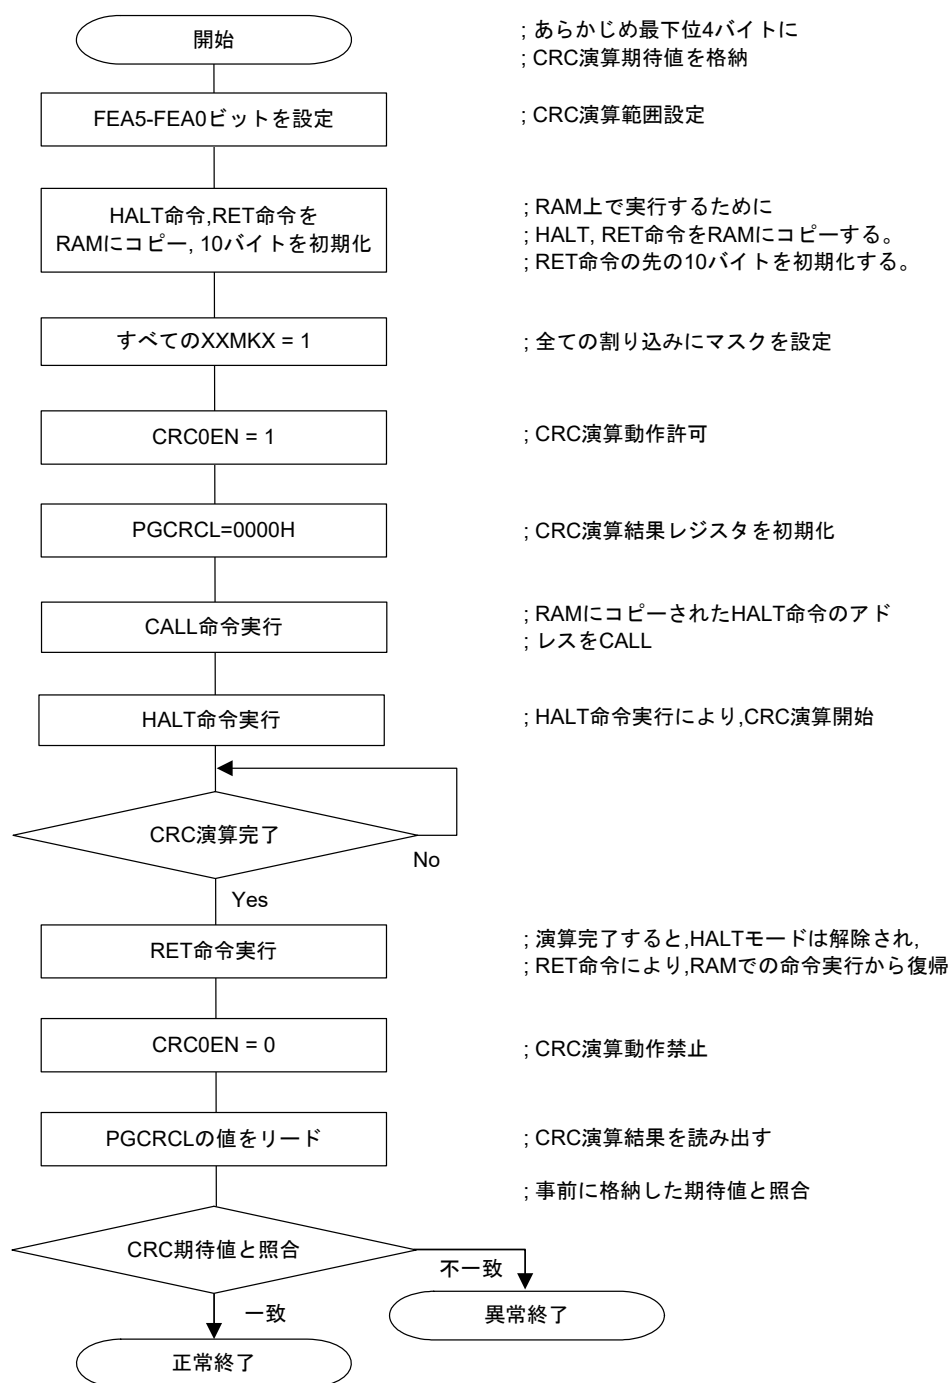 開始
; あらかじめ最下位4バイトに
; CRC演算期待値を格納
FEA5-FEA0ビットを設定
; CRC演算範囲設定
HALT命令,RET命令を
RAMにコピー, 10バイトを初期化
; RAM上で実行するために
; HALT, RET命令をRAMにコピーする。
; RET命令の先の10バイトを初期化する。
すべてのXXMKX = 1
; 全ての割り込みにマスクを設定
CRC0EN = 1
; CRC演算動作許可
PGCRCL=0000H
; CRC演算結果レジスタを初期化
CALL命令実行
; RAMにコピーされたHALT命令のアド
; レスをCALL
HALT命令実行
; HALT命令実行により,CRC演算開始
CRC演算完了
No
Yes
RET命令実行
; 演算完了すると,HALTモードは解除され,
; RET命令により,RAMでの命令実行から復帰
CRC0EN = 0
; CRC演算動作禁止
PGCRCLの値をリード
; CRC演算結果を読み出す
; 事前に格納した期待値と照合
CRC期待値と照合
不一致
一致
異常終了
正常終了